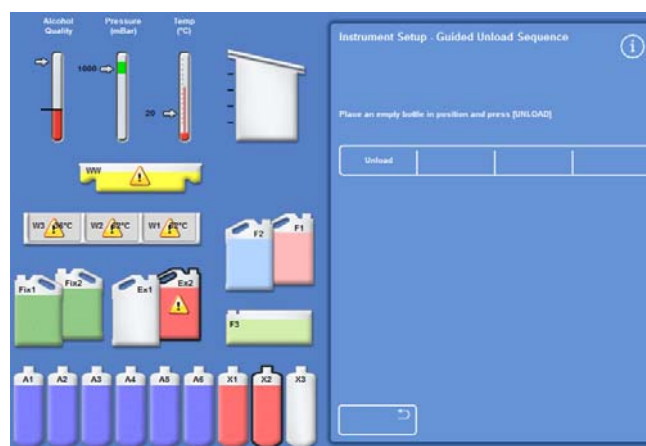 Alcohol Quality
Pressure (mBar)
Temp (°C)
1000
20
WW
W3
W2
W1
F2
F1
Fix1
Fix2
Ex1
Ex2
F3
A1
A2
A3
A4
A5
A6
X1
X2
X3
Instrument Setup - Guided Unload Sequence
i
Place an empty bottle in position and press [UNLOAD]
Unload